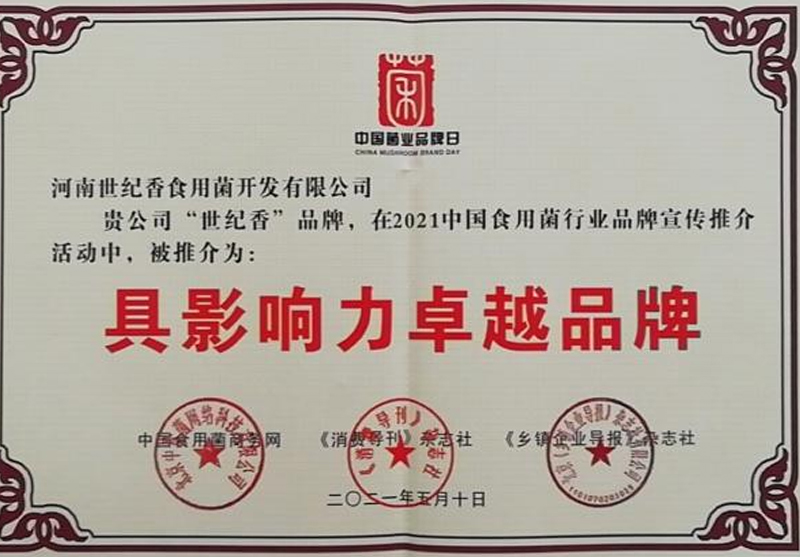 菌
中国菌业品牌日
CHINA MUSHROOM BRAND DAY
河南世纪香食用菌开发有限公司
贵公司“世纪香”品牌，在2021中国食用菌行业品牌宣传推介
活动中，被推介为：
具影响力卓越品牌
中国食用菌商务网 《消费导刊》杂志社 《乡镇企业导报》杂志社
二〇二一年五月十日